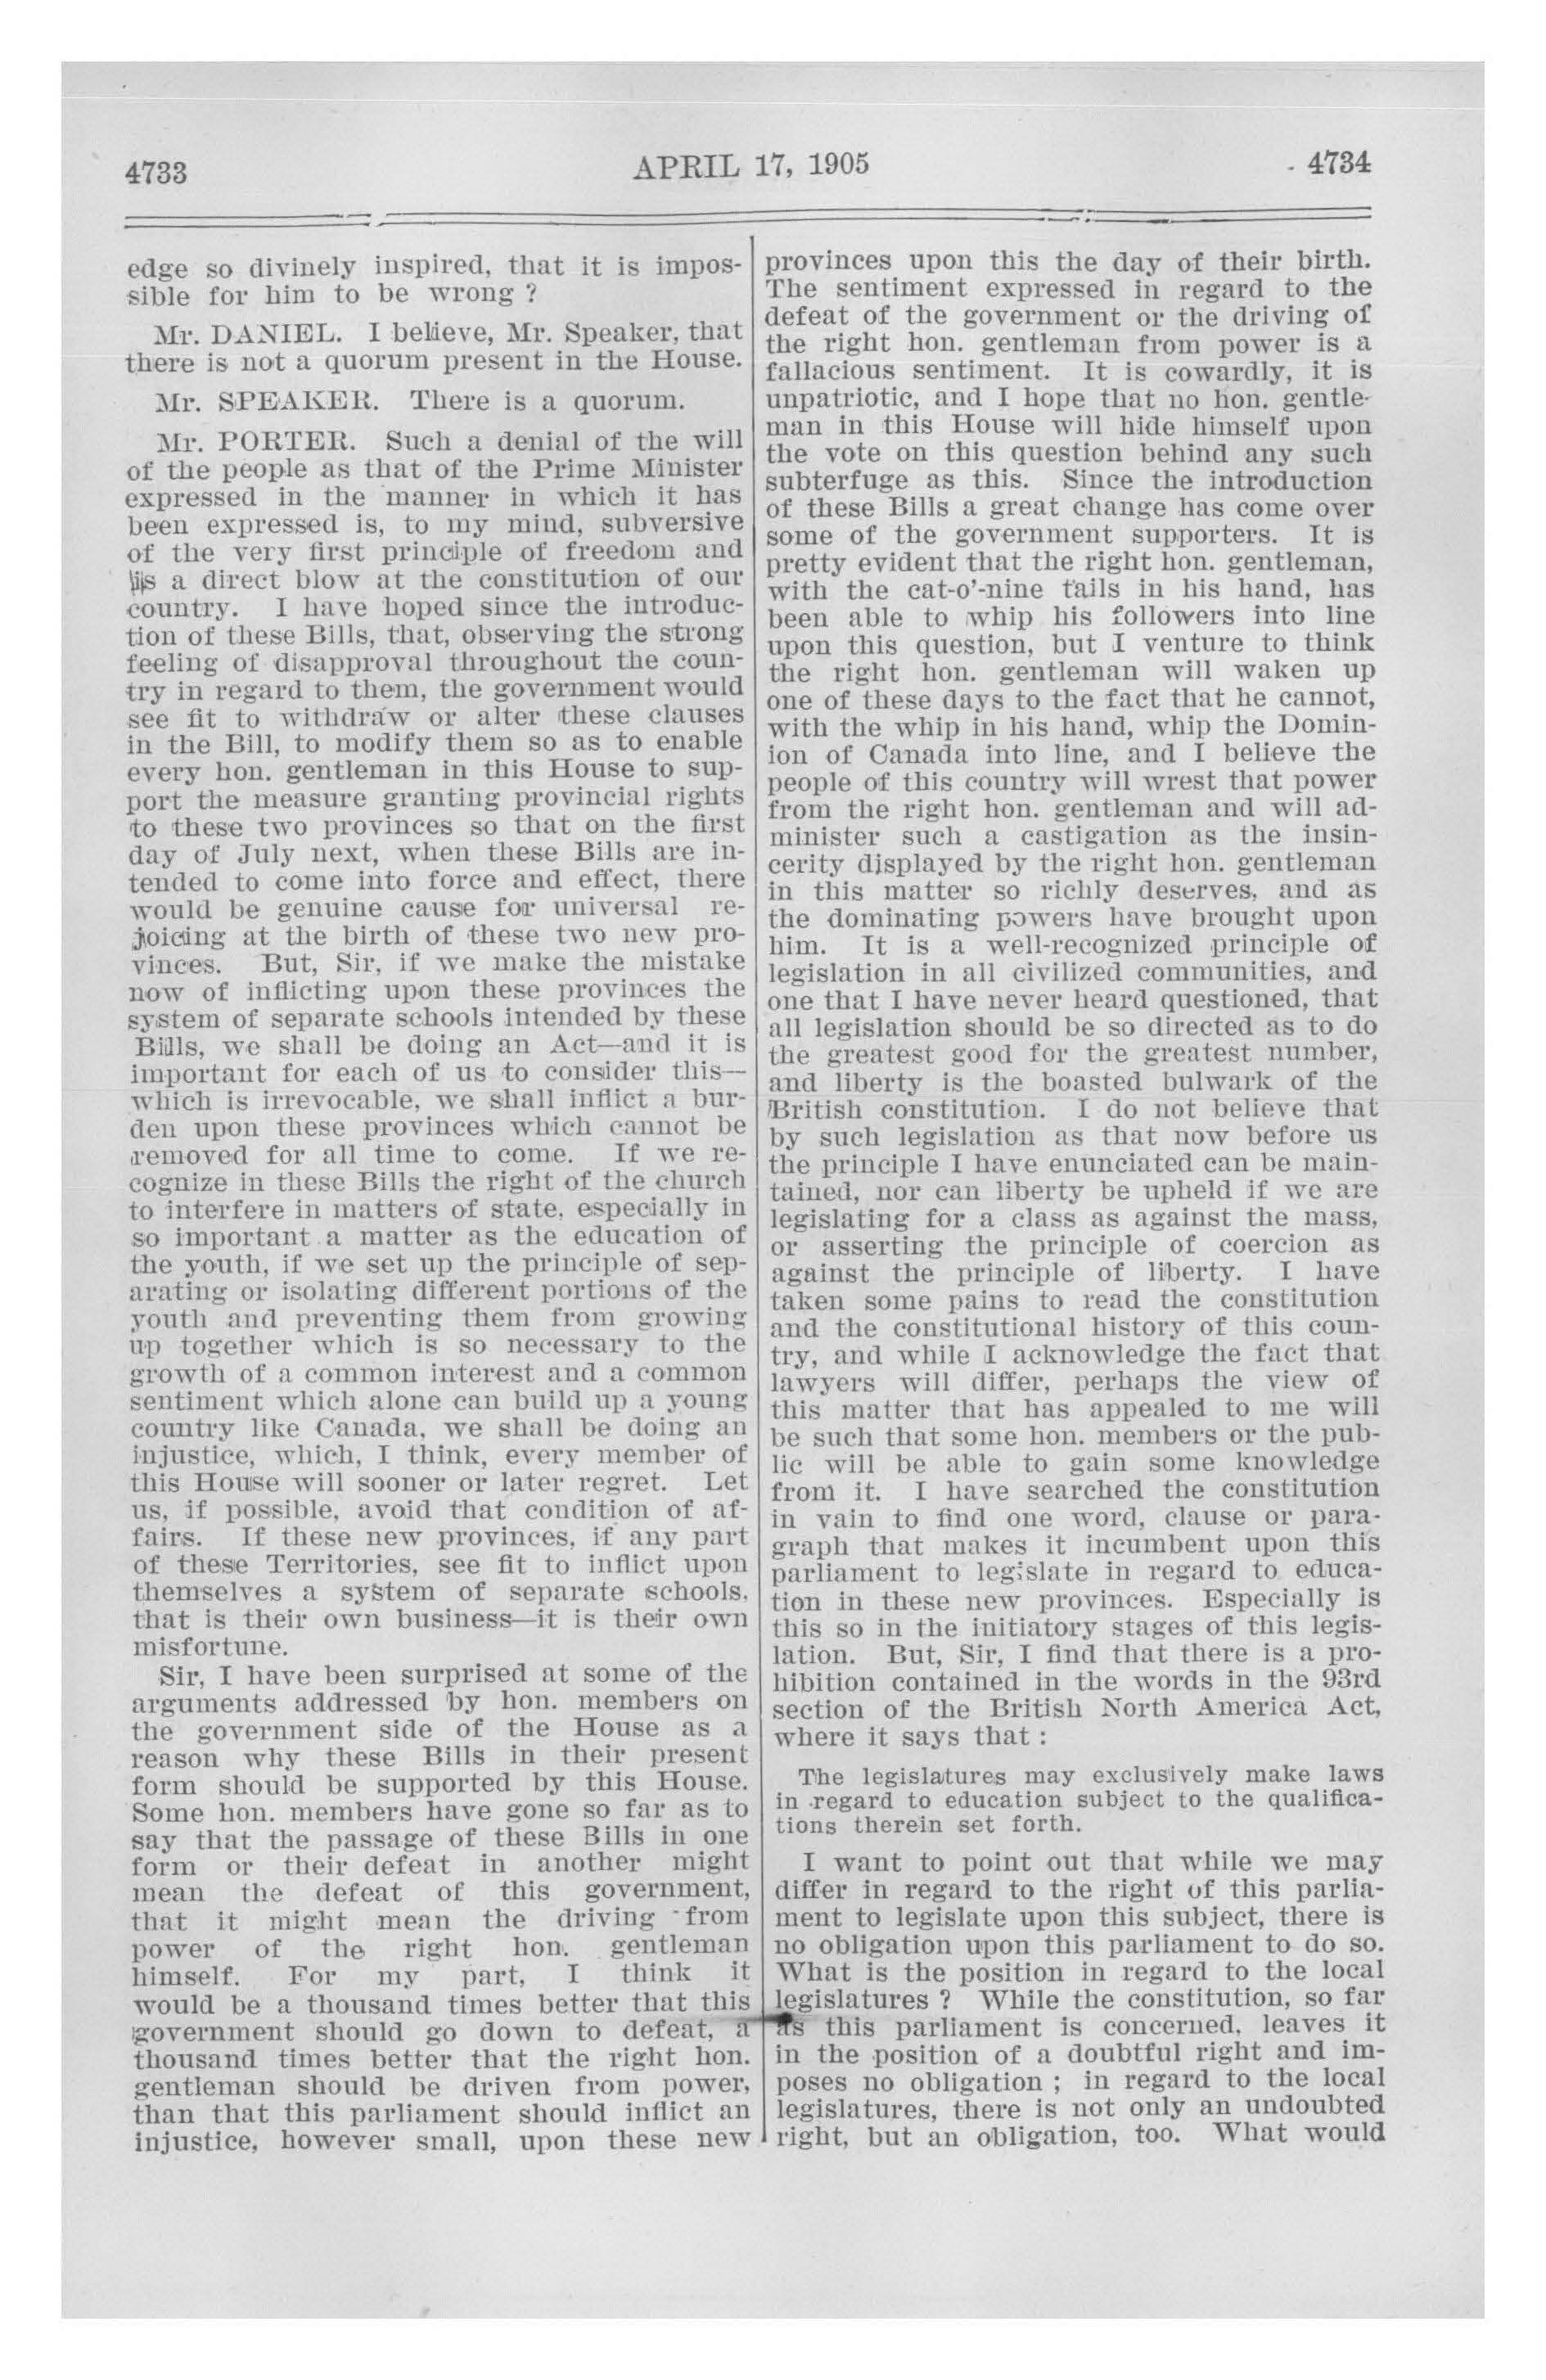 4733
APRIL 17, 1905
4734
edge so divinely inspired, that it is impos-
sible for him to be wrong ?
Mr. DANIEL. I believe, Mr. Speaker, that
there is not a quorum present in the House.
Mr. SPEAKER. There is a quorum.
Mr. PORTER. Such a denial of the will
of the people as that of the Prime Minister
expressed in the manner in which it has
been expressed is, to my mind, subversive
of the very first principle of freedom and
is a direct blow at the constitution of our
country. I have hoped since the introduc-
tion of these Bills, that, observing the strong
feeling of disapproval throughout the coun-
try in regard to them, the government would
see fit to withdraw or alter these clauses
in the Bill, to modify them so as to enable
every hon. gentleman in this House to sup-
port the measure granting provincial rights
to these two provinces so that on the first
day of July next, when these Bills are in-
tended to come into force and effect, there
would be genuine cause for universal re-
joicing at the birth of these two new pro-
vinces. But, Sir, if we make the mistake
now of inflicting upon these provinces the
system of separate schools intended by these
Bills, we shall be doing an Act—and it is
important for each of us to consider this—
which is irrevocable, we shall inflict a bur-
den upon these provinces which cannot be
removed for all time to come. If we re-
cognize in these Bills the right of the church
to interfere in matters of state, especially in
so important a matter as the education of
the youth, if we set up the principle of sep-
arating or isolating different portions of the
youth and preventing them from growing
up together which is so necessary to the
growth of a common interest and a common
sentiment which alone can build up a young
country like Canada, we shall be doing an
injustice, which, I think, every member of
this House will sooner or later regret. Let
us, if possible, avoid that condition of af-
fairs. If these new provinces, if any part
of these Territories, see fit to inflict upon
themselves a system of separate schools,
that is their own business—it is their own
misfortune.
Sir, I have been surprised at some of the
arguments addressed by hon. members on
the government side of the House as a
reason why these Bills in their present
form should be supported by this House.
Some hon. members have gone so far as to
say that the passage of these Bills in one
form or their defeat in another might
mean the defeat of this government,
that it might mean the driving from
power of the right hon. gentleman
himself. For my part, I think it
would be a thousand times better that this
government should go down to defeat, a
thousand times better that the right hon.
gentleman should be driven from power,
than that this parliament should inflict an
injustice, however small, upon these new
provinces upon this the day of their birth.
The sentiment expressed in regard to the
defeat of the government or the driving of
the right hon. gentleman from power is a
fallacious sentiment. It is cowardly, it is
unpatriotic, and I hope that no hon. gentle-
man in this House will hide himself upon
the vote on this question behind any such
subterfuge as this. Since the introduction
of these Bills a great change has come over
some of the government supporters. It is
pretty evident that the right hon. gentleman,
with the cat-o'-nine tails in his hand, has
been able to whip his followers into line
upon this question, but I venture to think
the right hon. gentleman will waken up
one of these days to the fact that he cannot,
with the whip in his hand, whip the Domin-
ion of Canada into line, and I believe the
people of this country will wrest that power
from the right hon. gentleman and will ad-
minister such a castigation as the insin-
cerity displayed by the right hon. gentleman
in this matter so richly deserves, and as
the dominating powers have brought upon
him. It is a well-recognized principle of
legislation in all civilized communities, and
one that I have never heard questioned, that
all legislation should be so directed as to do
the greatest good for the greatest number,
and liberty is the boasted bulwark of the
British constitution. I do not believe that
by such legislation as that now before us
the principle I have enunciated can be main-
tained, nor can liberty be upheld if we are
legislating for a class as against the mass,
or asserting the principle of coercion as
against the principle of liberty. I have
taken some pains to read the constitution
and the constitutional history of this coun-
try, and while I acknowledge the fact that
lawyers will differ, perhaps the view of
this matter that has appealed to me will
be such that some hon. members or the pub-
lic will be able to gain some knowledge
from it. I have searched the constitution
in vain to find one word, clause or para-
graph that makes it incumbent upon this
parliament to legislate in regard to educa-
tion in these new provinces. Especially is
this so in the initiatory stages of this legis-
lation. But, Sir, I find that there is a pro-
hibition contained in the words in the 93rd
section of the British North America Act,
where it says that :
The legislatures may exclusively make laws
in regard to education subject to the qualifica-
tions therein set forth.
I want to point out that while we may
differ in regard to the right of this parlia-
ment to legislate upon this subject, there is
no obligation upon this parliament to do so.
What is the position in regard to the local
legislatures ? While the constitution, so far
as this parliament is concerned, leaves it
in the position of a doubtful right and im-
poses no obligation ; in regard to the local
legislatures, there is not only an undoubted
right, but an obligation, too. What would